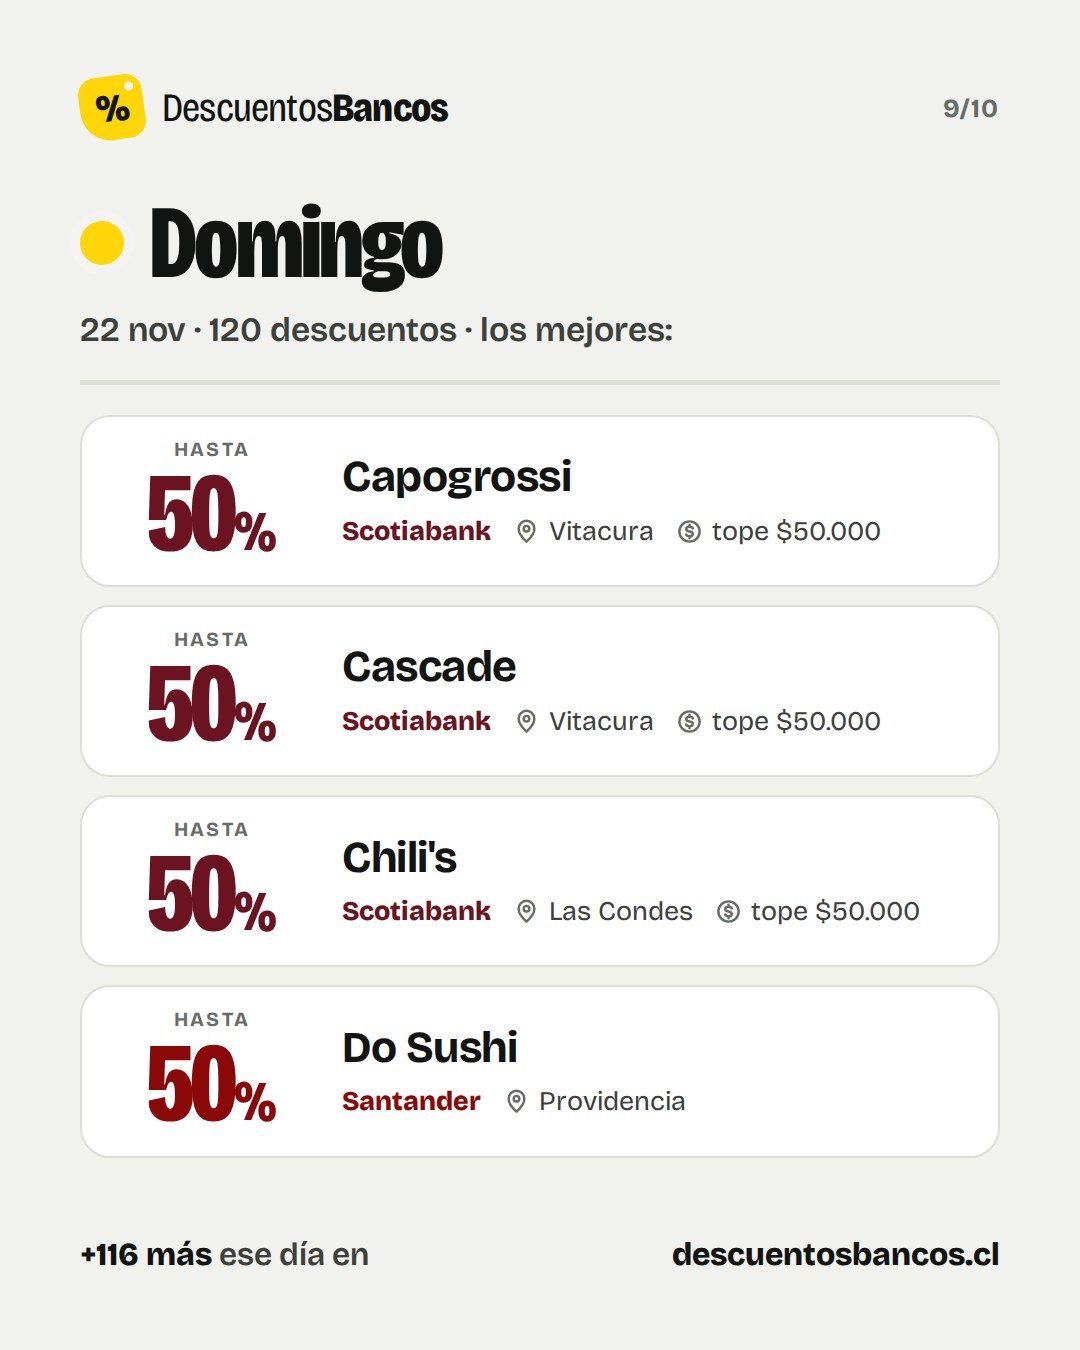 %
DescuentosBancos
9/10
Domingo
22 nov · 120 descuentos · los mejores:
HASTA
50%
Capogrossi
Scotiabank Vitacura tope $50.000
HASTA
50%
Cascade
Scotiabank Vitacura tope $50.000
HASTA
50%
Chili's
Scotiabank Las Condes tope $50.000
HASTA
50%
Do Sushi
Santander Providencia
+116 más ese día en
descuentosbancos.cl